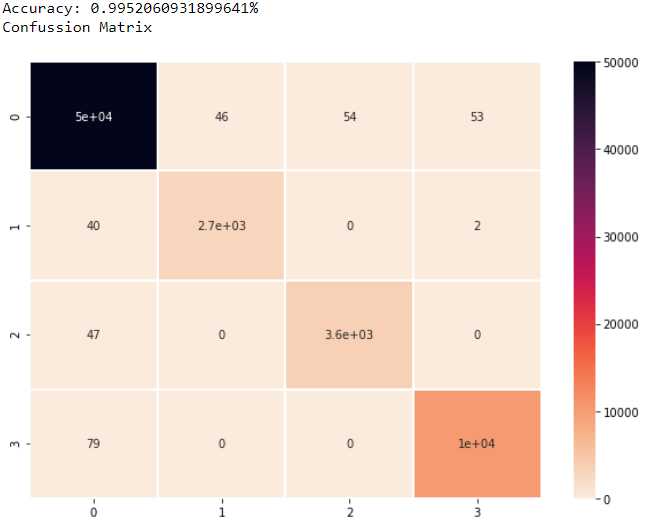 Accuracy: 0.9952060931899641%
Confussion Matrix
0 5e+04 46 54 53
1 40 2.7e+03 0 2
2 47 0 3.6e+03 0
3 79 0 0 1e+04
0 1 2 3
50000
40000
30000
20000
10000
0